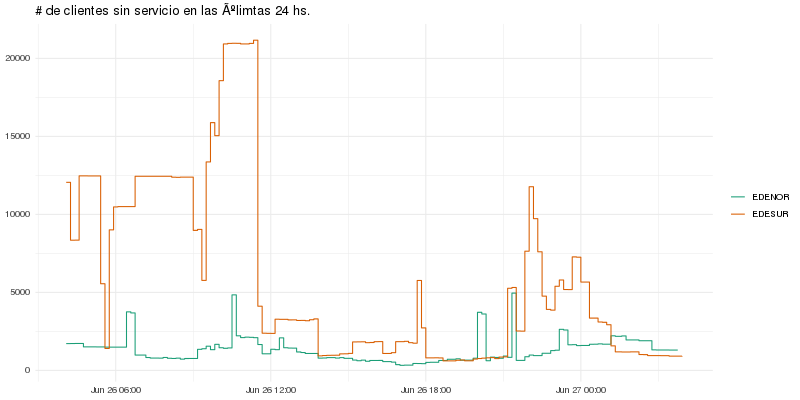 # de clientes sin servicio en las Ãºlimtas 24 hs.
20000
15000
10000
5000
0
Jun 26 06:00
Jun 26 12:00
Jun 26 18:00
Jun 27 00:00
EDENOR
EDESUR